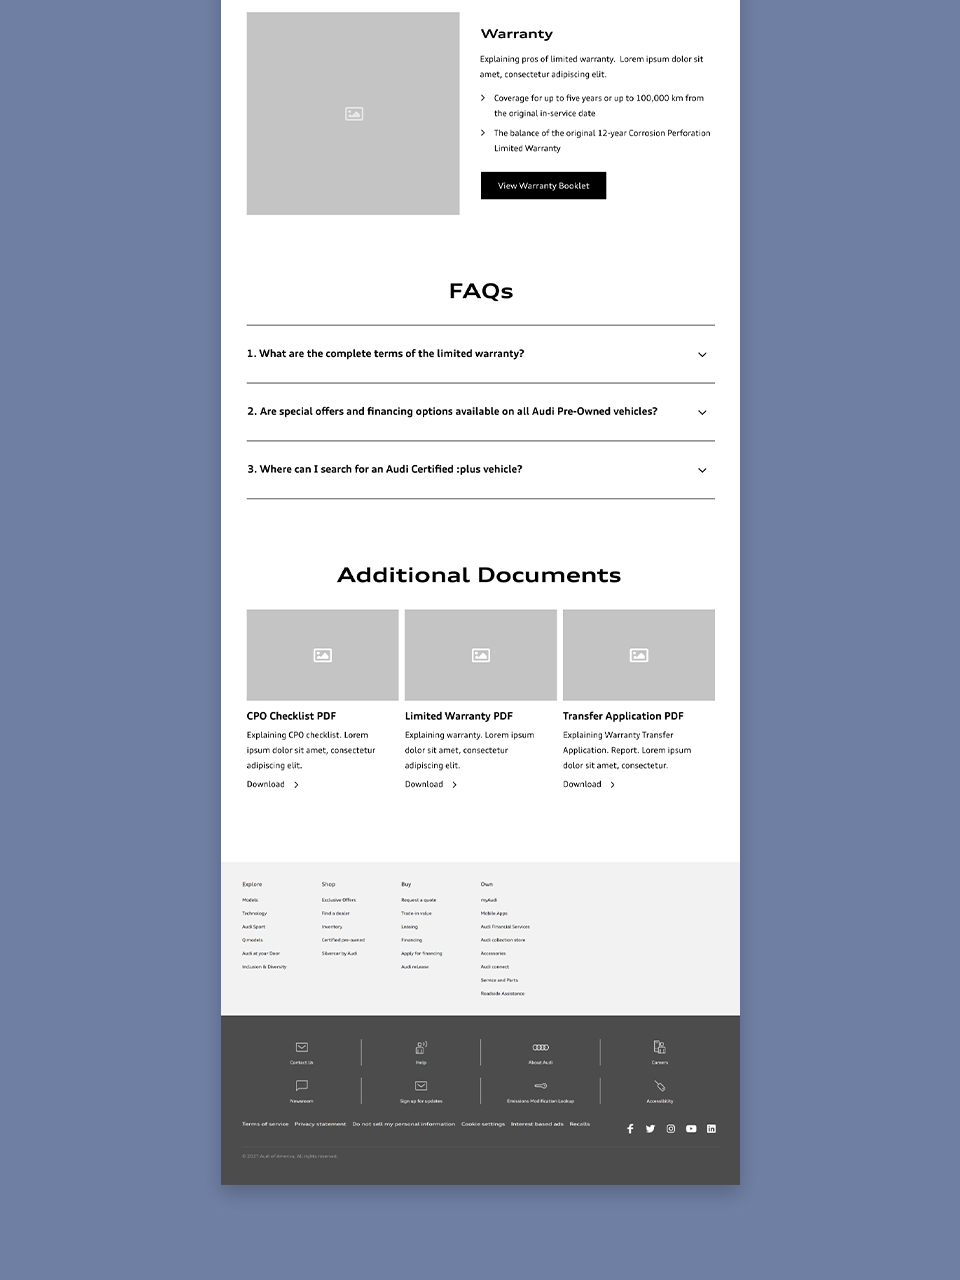 Warranty
Explaining pros of limited warranty. Lorem ipsum dolor sit
amet, consectetur adipiscing elit.
Coverage for up to five years or up to 100,000 km from
the original in-service date
The balance of the original 12-year Corrosion Perforation
Limited Warranty
View Warranty Booklet
FAQs
1. What are the complete terms of the limited warranty?
2. Are special offers and financing options available on all Audi Pre-Owned vehicles?
3. Where can I search for an Audi Certified :plus vehicle?
Additional Documents
CPO Checklist PDF
Explaining CPO checklist. Lorem
ipsum dolor sit amet, consectetur
adipiscing elit.
Download
Limited Warranty PDF
Explaining warranty. Lorem ipsum
dolor sit amet, consectetur
adipiscing elit.
Download
Transfer Application PDF
Explaining Warranty Transfer
Application. Report. Lorem ipsum
dolor sit amet, consectetur.
Download
Explore
Models
Technology
Audi Sport
Q models
Audi at your Door
Inclusion & Diversity
Shop
Exclusive Offers
Find a dealer
Inventory
Certified pre-owned
Silvercar by Audi
Buy
Request a quote
Trade-in value
Leasing
Financing
Apply for financing
Audi release
Own
myAudi
Mobile Apps
Audi Financial Services
Audi collection store
Accessories
Audi connect
Service and Parts
Roadside Assistance
Contact Us
Help
About Audi
Careers
Newsroom
Sign up for updates
Emissions Modification Lookup
Accessibility
Terms of service Privacy statement Do not sell my personal information Cookie settings Interest based ads Recalls
© 2021 Audi of America. All rights reserved.